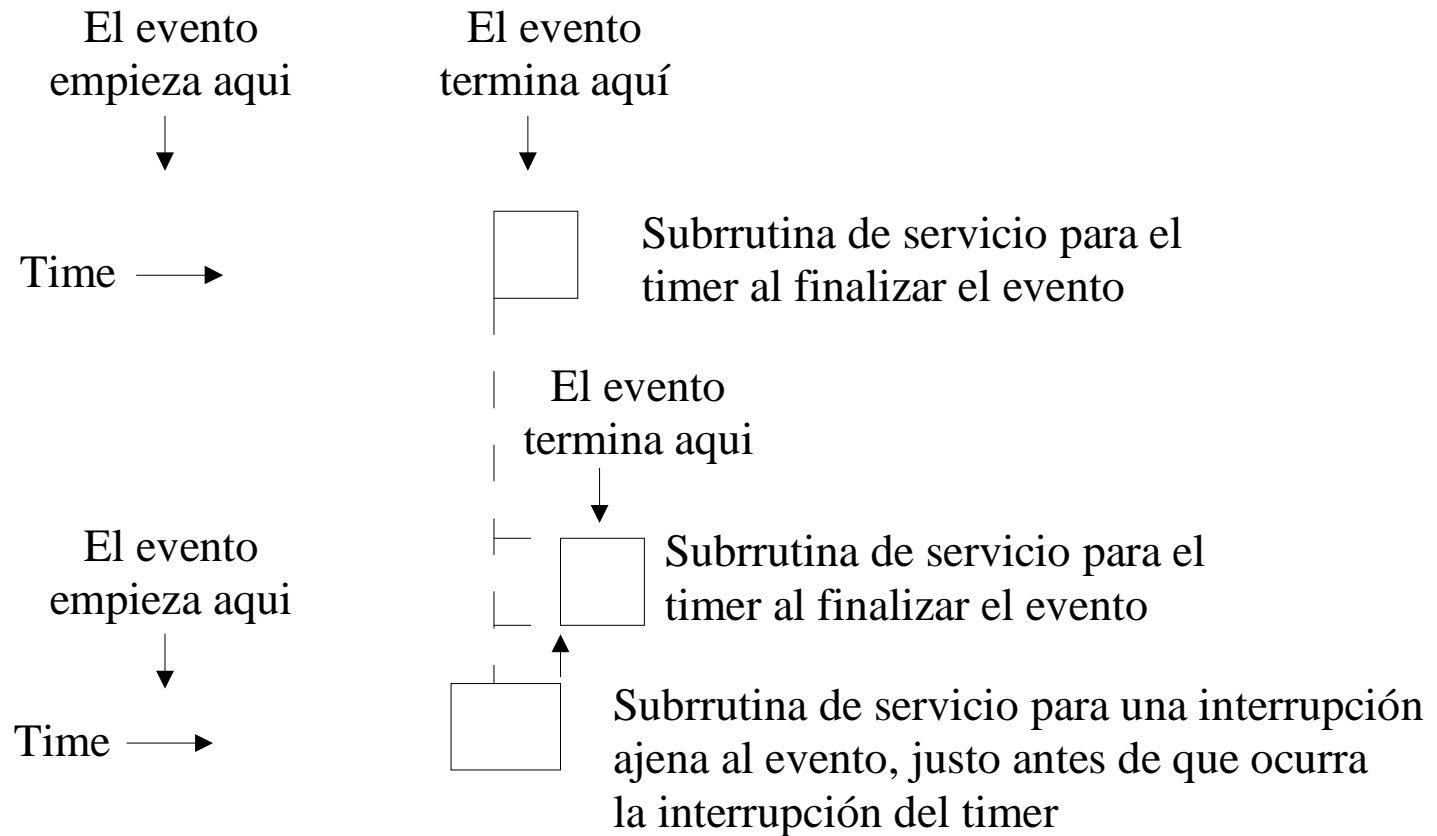 El evento
empieza aqui
El evento
termina aquí
Time
Subrrutina de servicio para el
timer al finalizar el evento
El evento
termina aqui
El evento
empieza aqui
Subrrutina de servicio para el
timer al finalizar el evento
Time
Subrrutina de servicio para una interrupción
ajena al evento, justo antes de que ocurra
la interrupción del timer